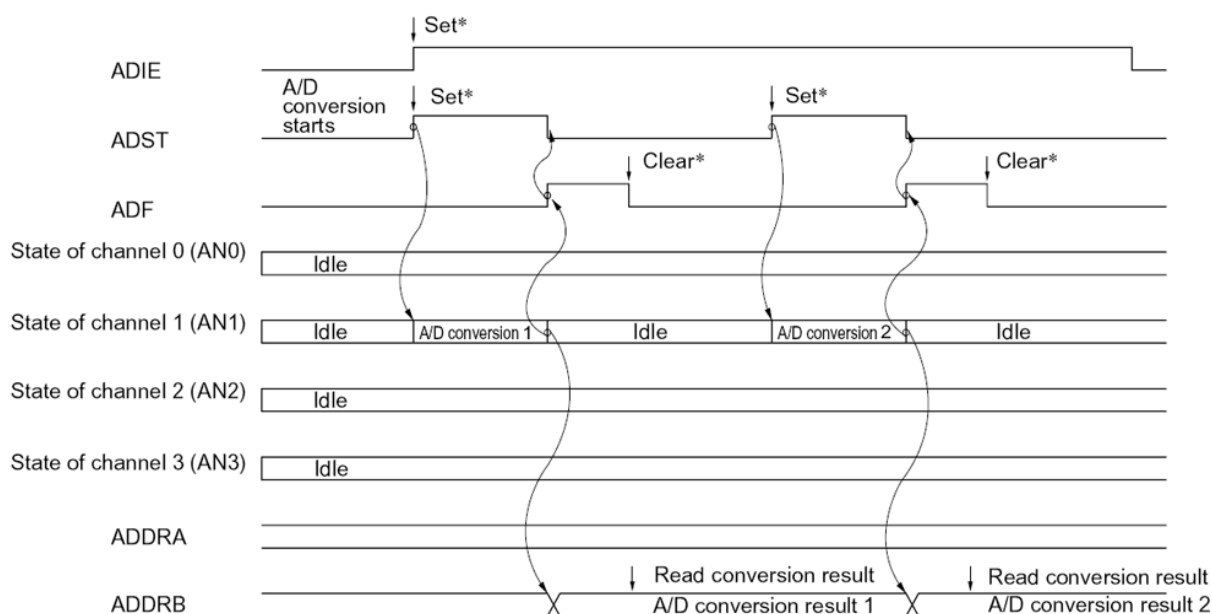 Set*
ADIE
A/D
conversion
starts
Set*
Set*
ADST
Clear*
Clear*
ADF
State of channel 0 (AN0)
Idle
State of channel 1 (AN1)
Idle
A/D conversion 1
Idle
A/D conversion 2
Idle
State of channel 2 (AN2)
Idle
State of channel 3 (AN3)
Idle
ADDRA
Read conversion result
Read conversion result
ADDRB
A/D conversion result 1
A/D conversion result 2